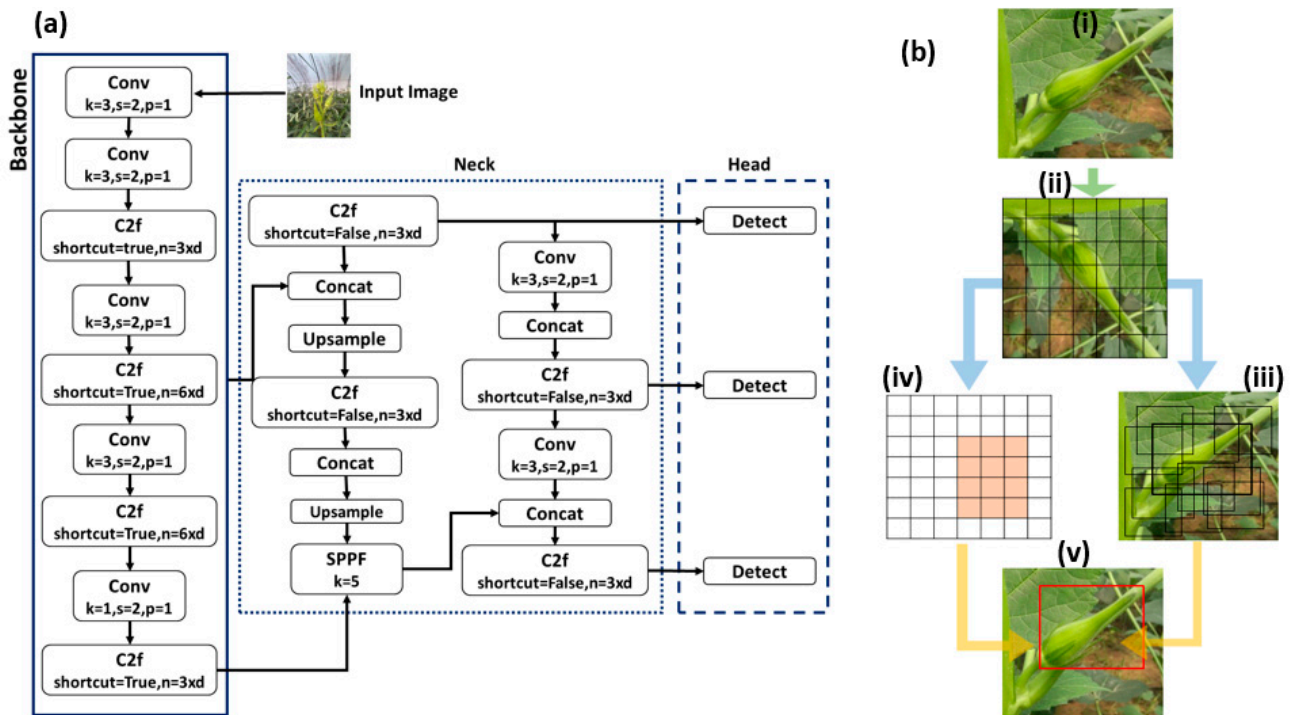 (a)
Backbone
Conv
k=3,s=2,p=1
Conv
k=3,s=2,p=1
C2f
shortcut=true,n=3xd
Conv
k=3,s=2,p=1
C2f
shortcut=True,n=6xd
Conv
k=3,s=2,p=1
C2f
shortcut=True,n=6xd
Conv
k=1,s=2,p=1
C2f
shortcut=True,n=3xd
Input Image
Neck
C2f
shortcut=False,n=3xd
Concat
Upsample
C2f
shortcut=False,n=3xd
Concat
Upsample
SPPF
k=5
Conv
k=3,s=2,p=1
Concat
C2f
shortcut=False,n=3xd
Conv
k=3,s=2,p=1
Concat
C2f
shortcut=False,n=3xd
Head
Detect
Detect
Detect
(b)
(i)
(ii)
(iv)
(iii)
(v)